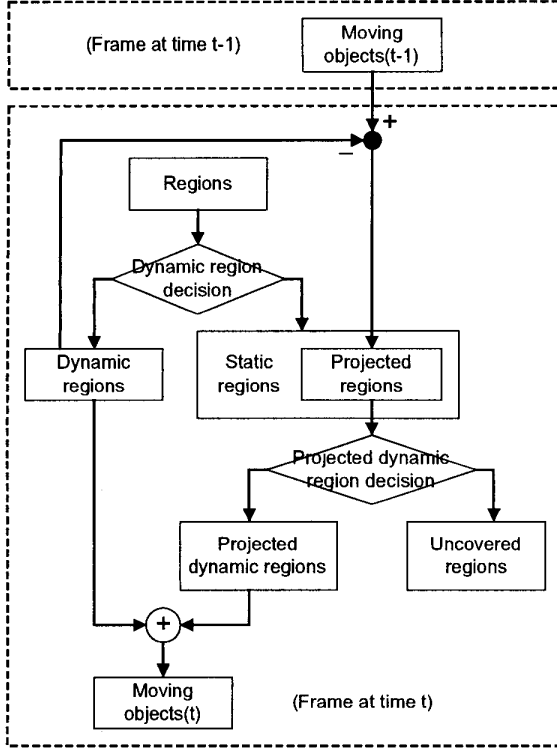 (Frame at time t-1)
Moving
objects(t-1)
+
−
Regions
Dynamic region
decision
Dynamic
regions
Static
regions
Projected
regions
Projected dynamic
region decision
Projected
dynamic regions
Uncovered
regions
+
Moving
objects(t)
(Frame at time t)